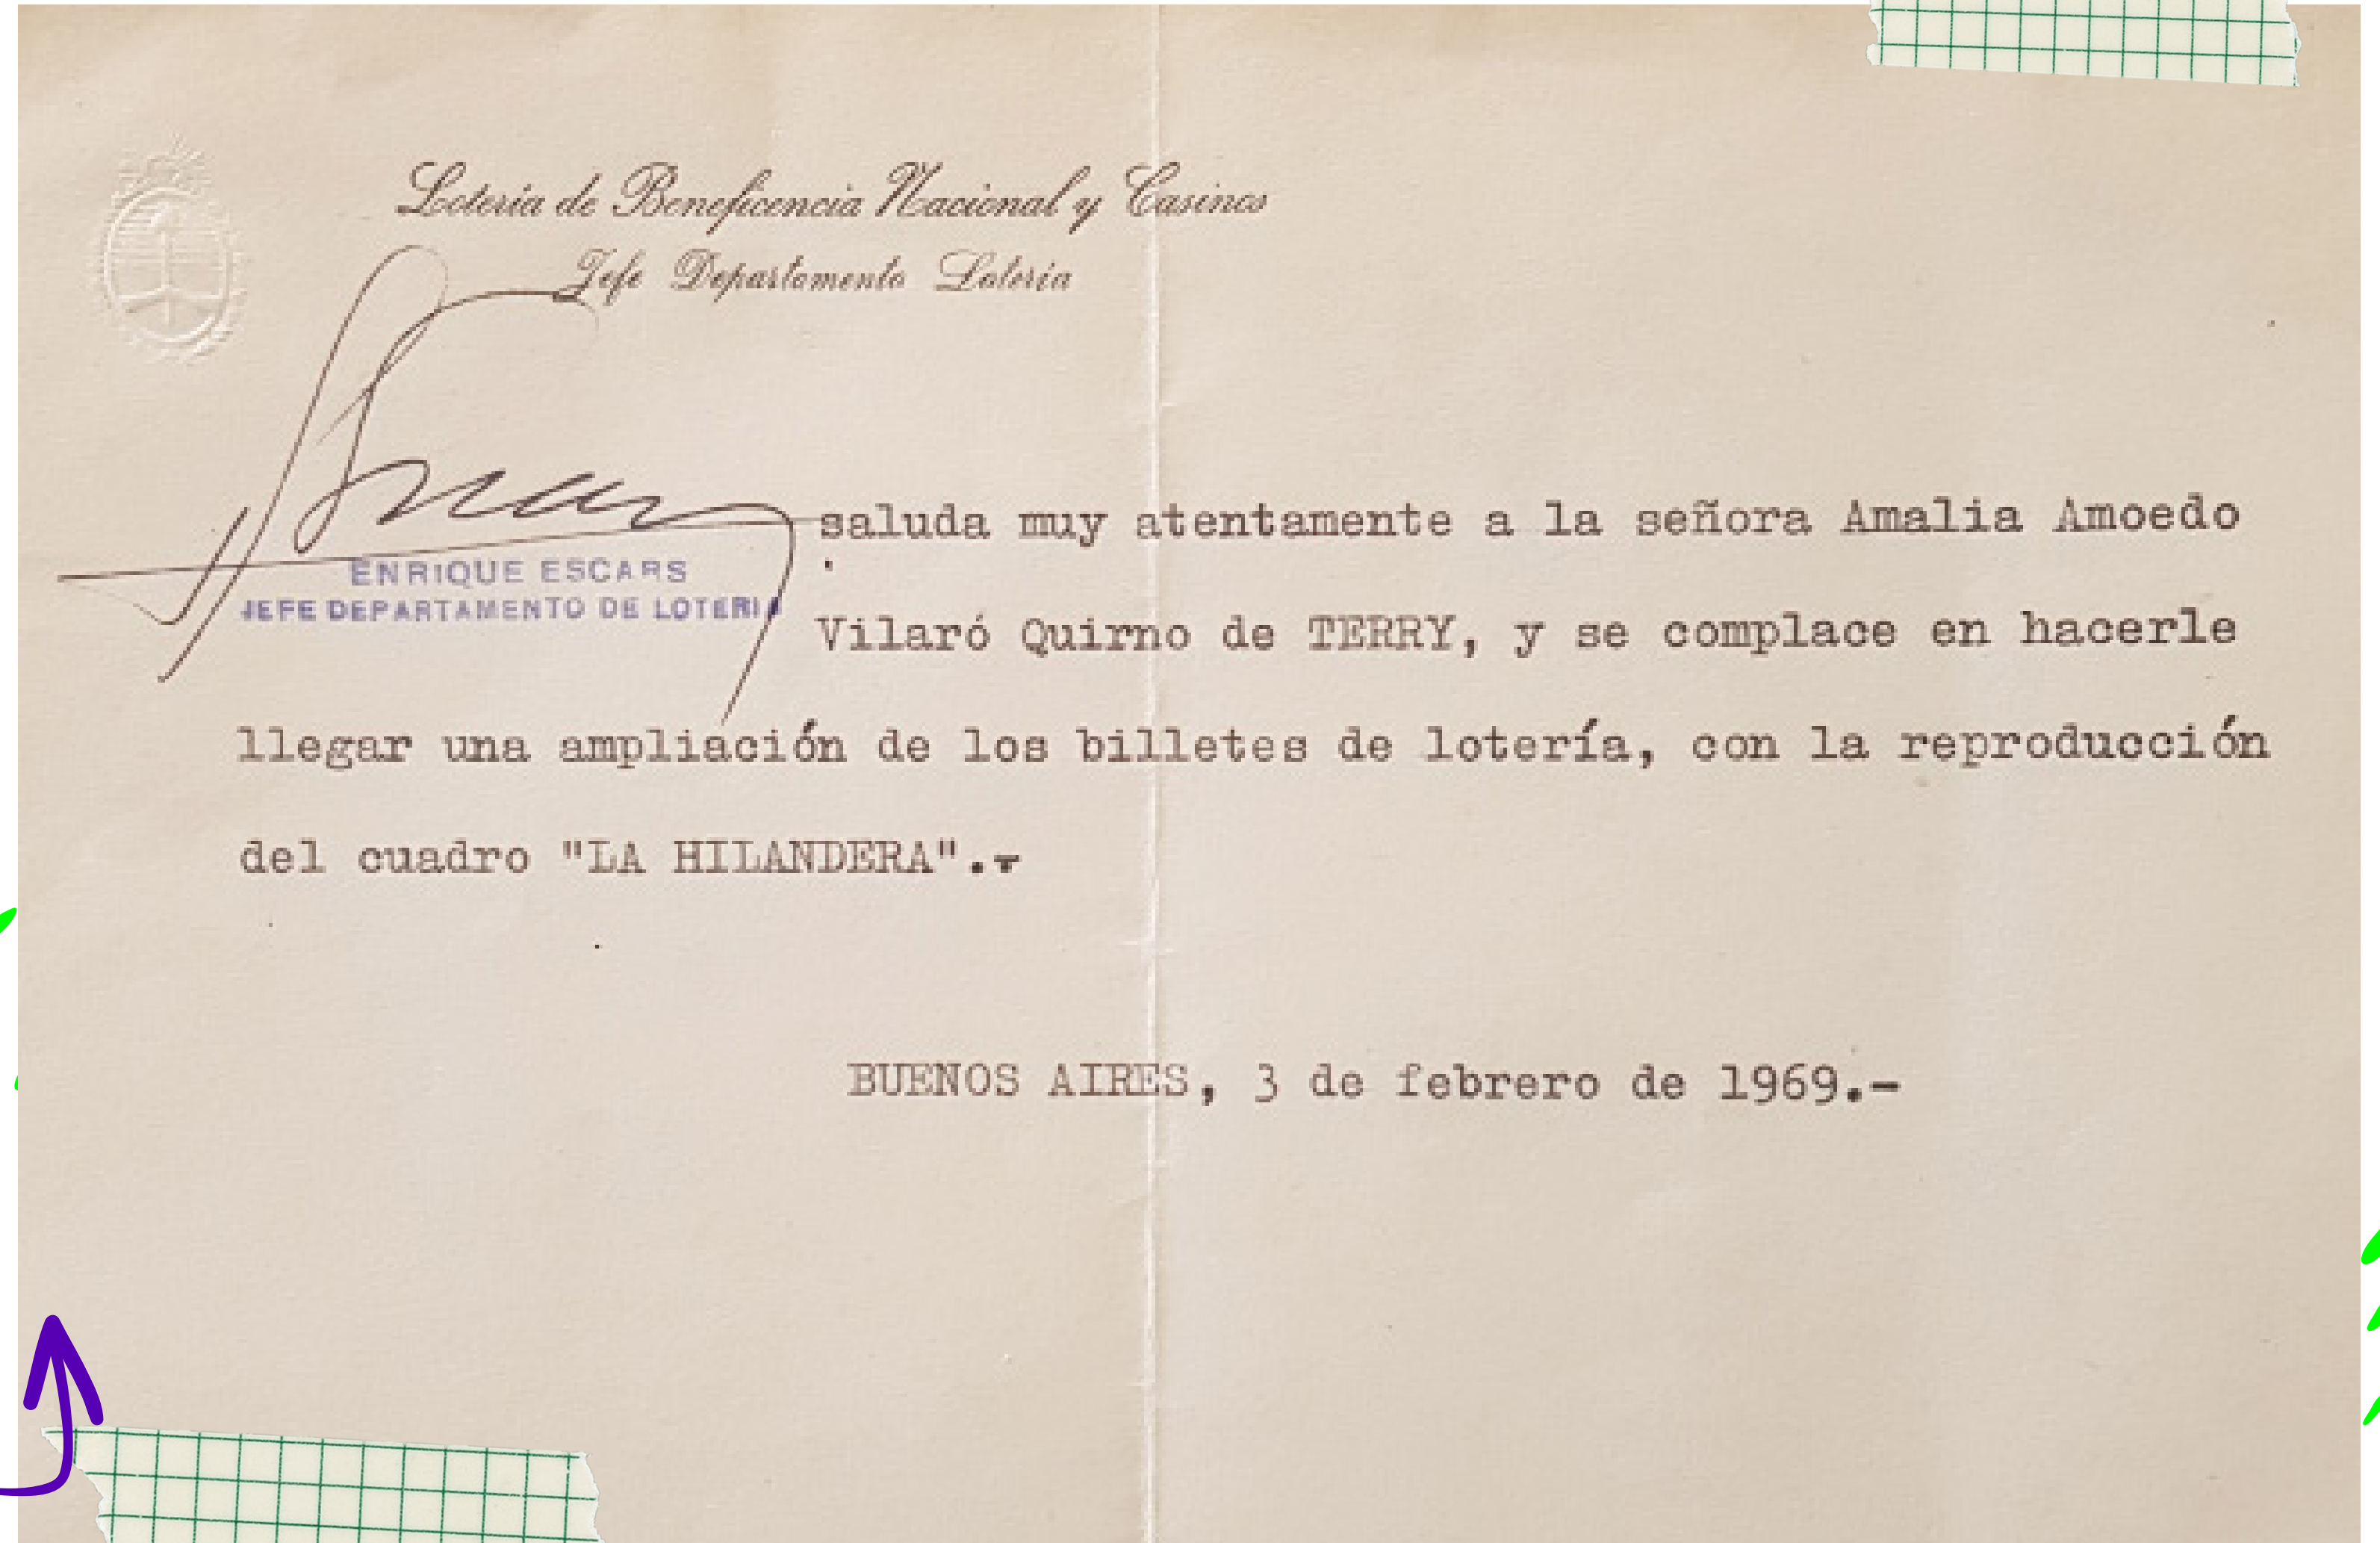 Lotería de Beneficencia Nacional y Casinos
Jefe Departamento Lotería
saluda muy atentamente a la señora Amalia Amoedo
ENRIQUE ESCARS
JEFE DEPARTAMENTO DE LOTERIA
Vilaró Quirno de TERRY, y se complace en hacerle
llegar una ampliación de los billetes de lotería, con la reproducción
del cuadro "LA HILANDERA".-
BUENOS AIRES, 3 de febrero de 1969.-